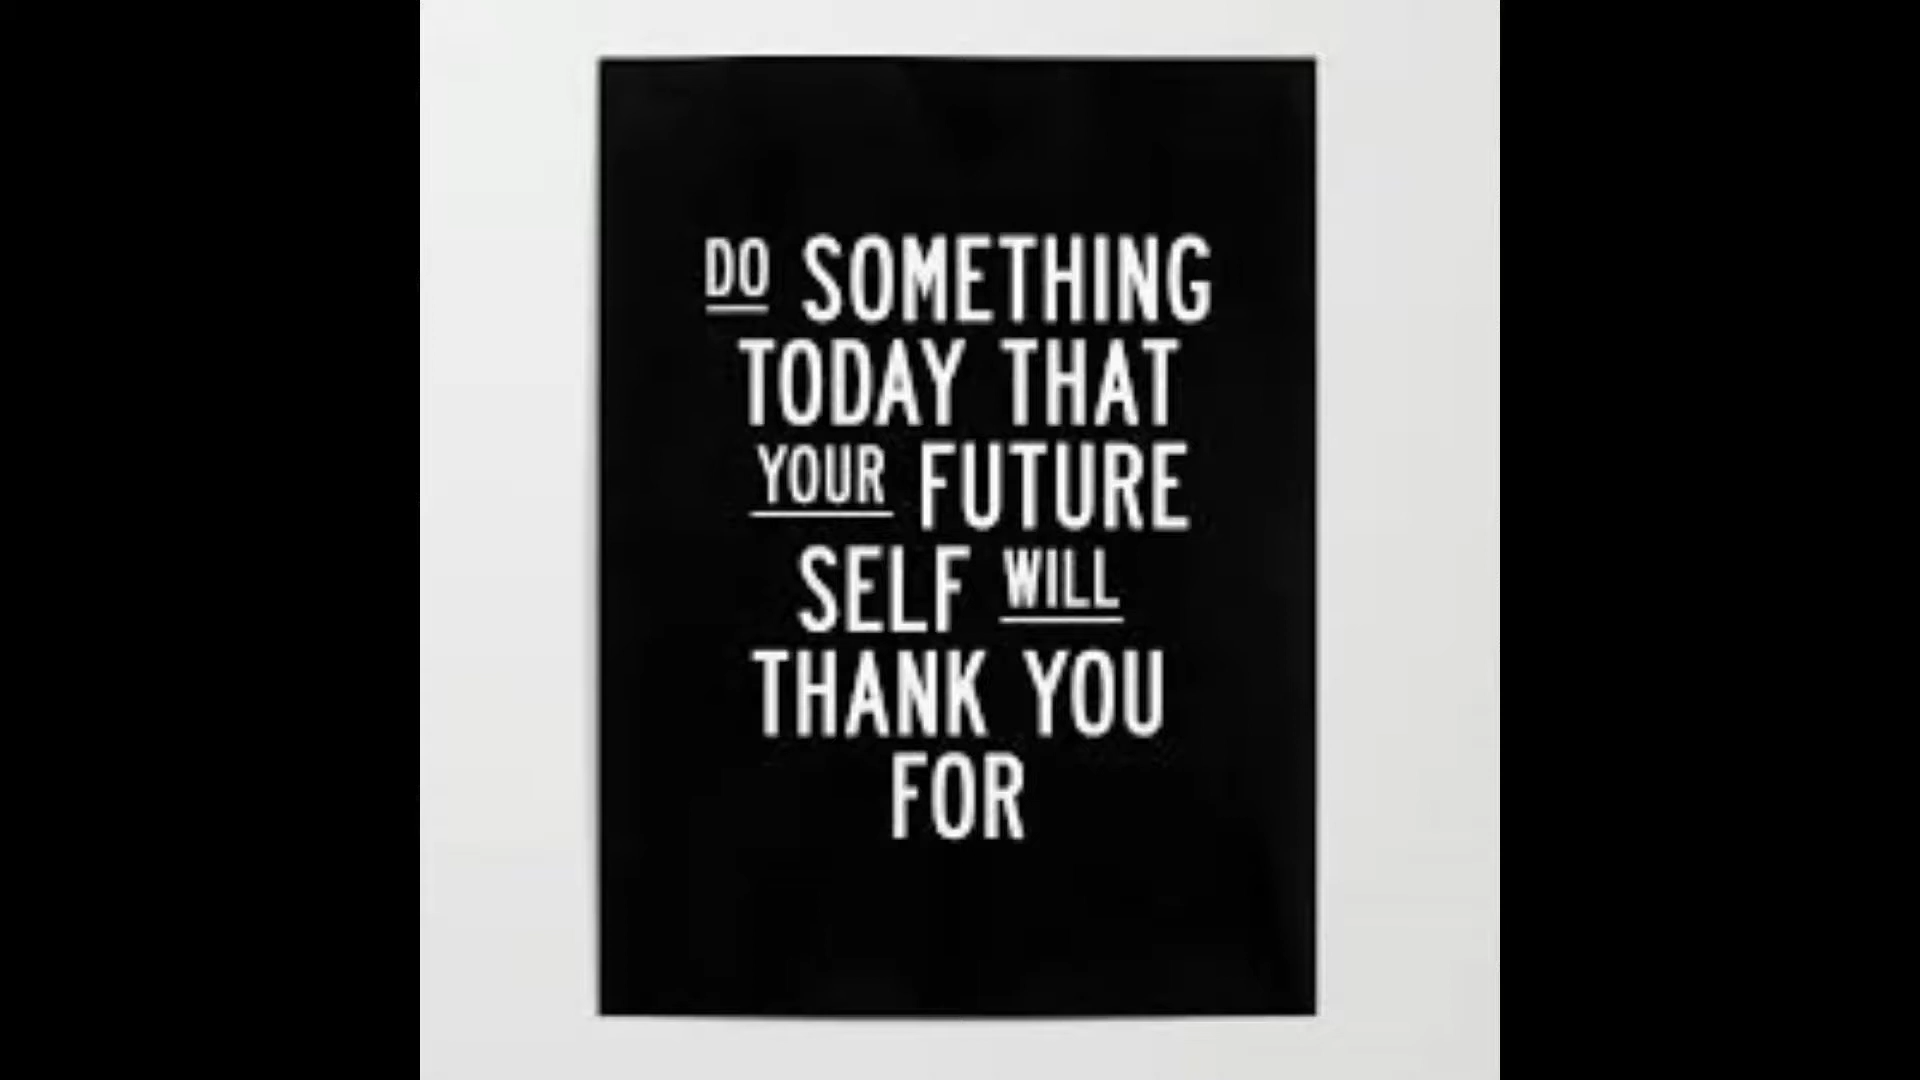 DO SOMETHING
TODAY THAT
YOUR FUTURE
SELF WILL
THANK YOU
FOR